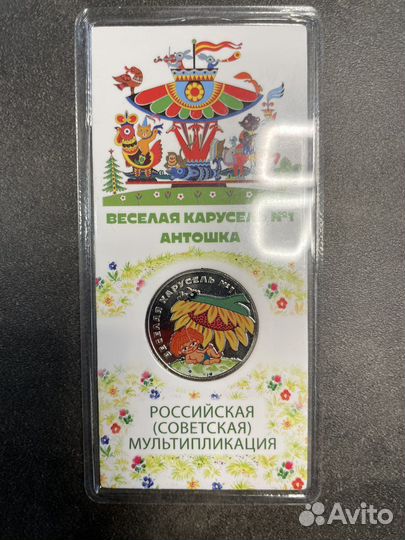 ВЕСЕЛАЯ КАРУСЕЛЬ №1
АНТОШКА
ВЕСЕЛАЯ КАРУСЕЛЬ №1
РОССИЙСКАЯ
(СОВЕТСКАЯ)
МУЛЬТИПЛИКАЦИЯ
Avito